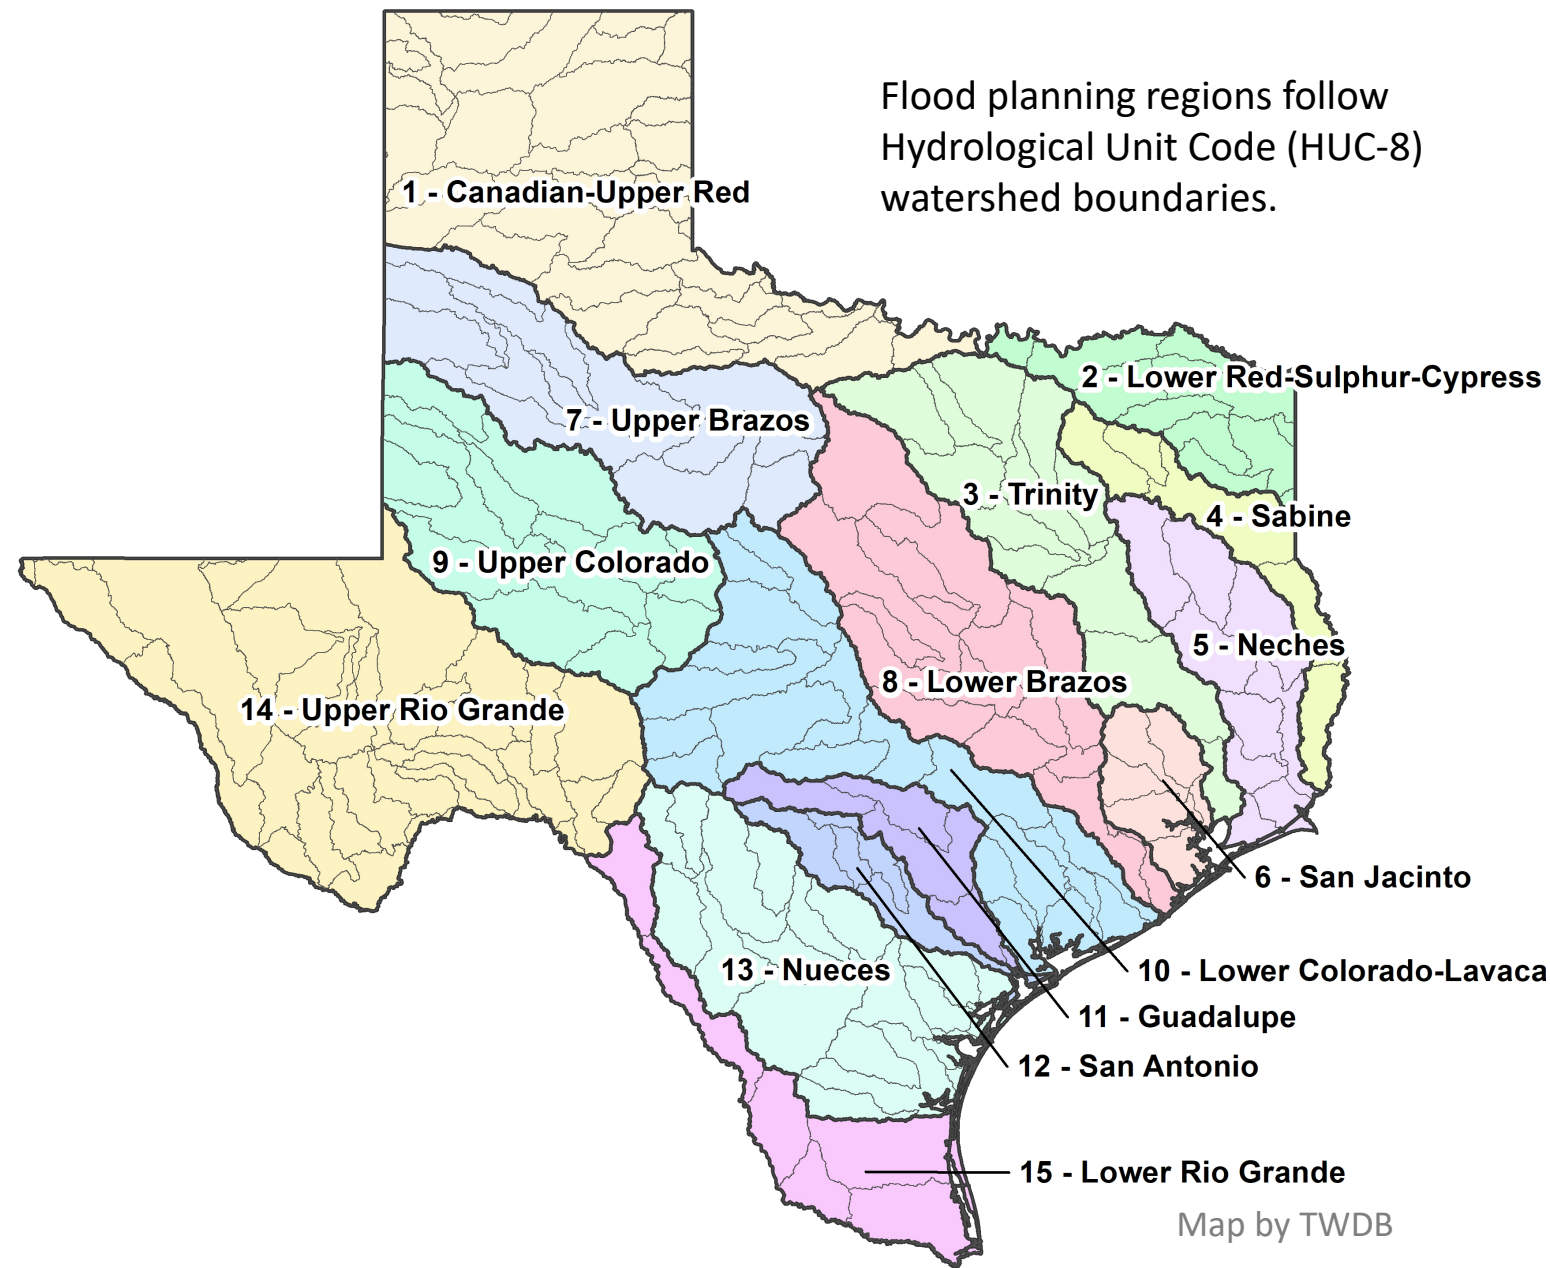 Flood planning regions follow
Hydrological Unit Code (HUC-8)
watershed boundaries.
1 - Canadian-Upper Red
2 - Lower Red-Sulphur-Cypress
7 - Upper Brazos
3 - Trinity
4 - Sabine
9 - Upper Colorado
5 - Neches
8 - Lower Brazos
14 - Upper Rio Grande
6 - San Jacinto
13 - Nueces
10 - Lower Colorado-Lavaca
11 - Guadalupe
12 - San Antonio
15 - Lower Rio Grande
Map by TWDB